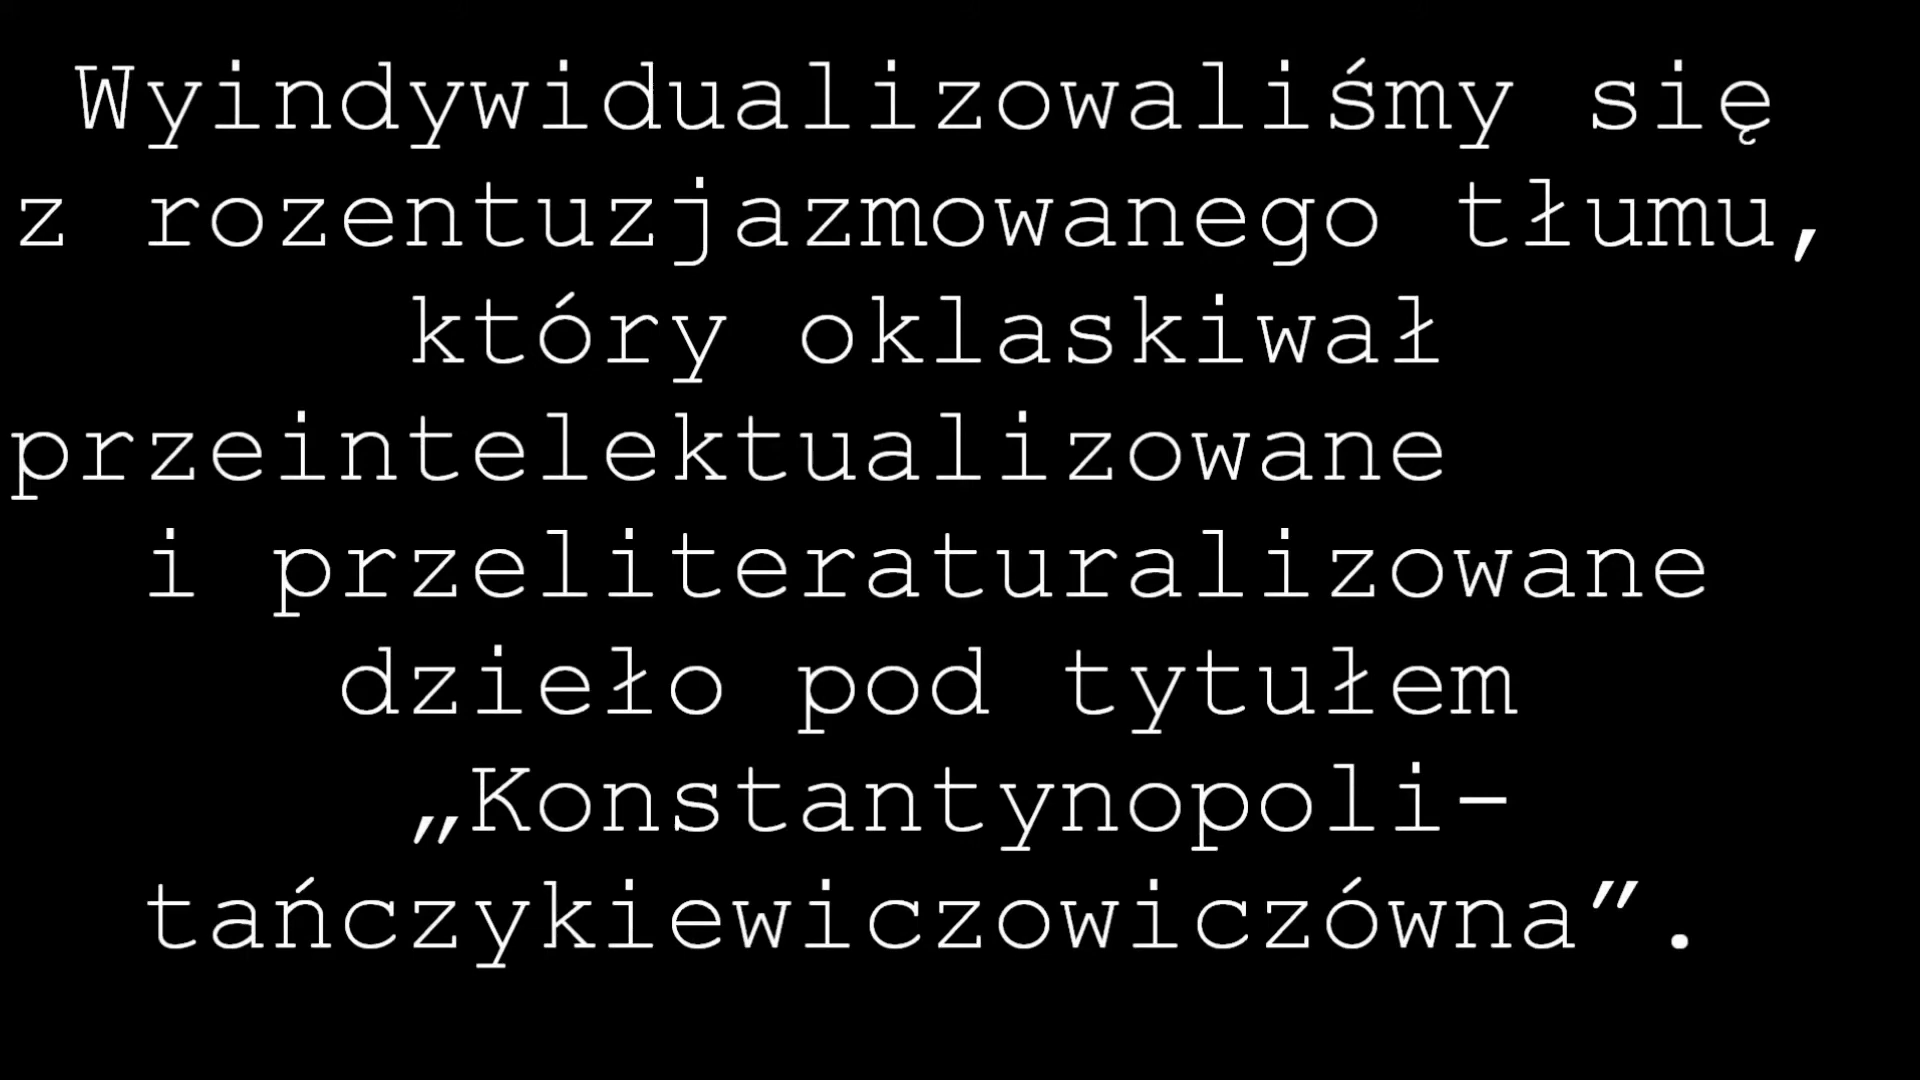 Wyindywidualizowaliśmy się
z rozentuzjazmowanego tłumu,
który oklaskiwał
przeintelektualizowane
i przeliteraturalizowane
dzieło pod tytułem
„Konstantynopoli-
tańczykiewiczowiczówna”.